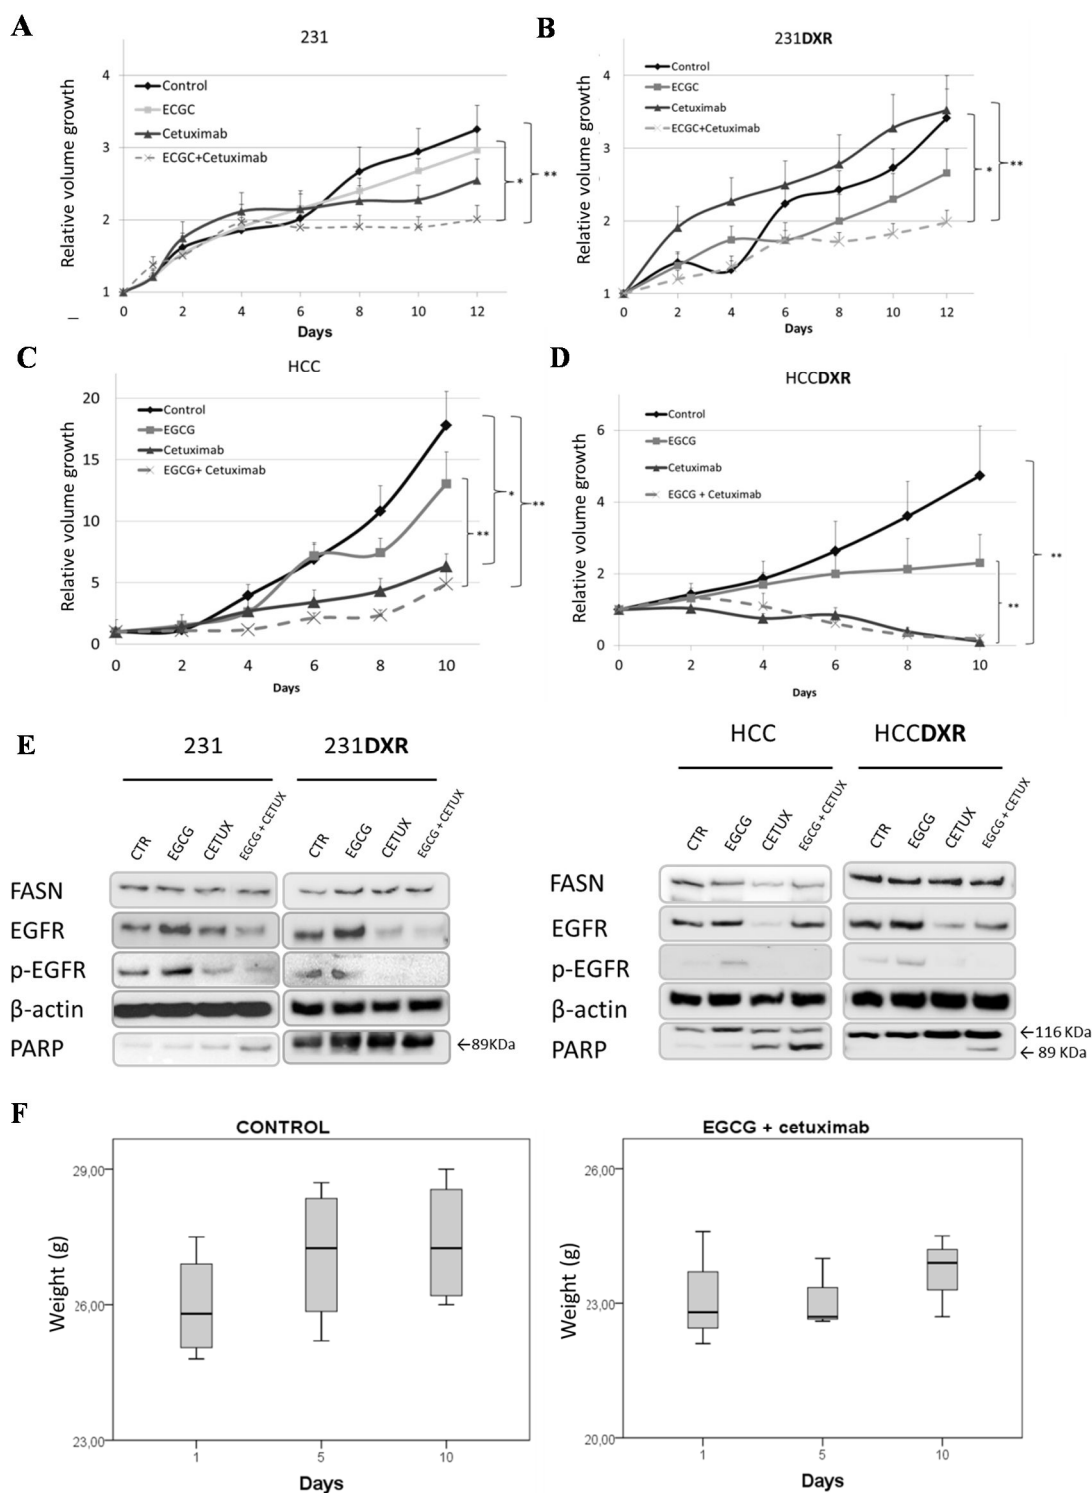 A
231
4
3
2
1
Relative volume growth
Control
ECGC
Cetuximab
ECGC+Cetuximab
*
**
0 2 4 6 8 10 12
Days
B
231DXR
4
3
2
1
Relative volume growth
Control
ECGC
Cetuximab
ECGC+Cetuximab
*
**
0 2 4 6 8 10 12
Days
C
HCC
20
15
10
5
0
Relative volume growth
Control
EGCG
Cetuximab
EGCG+ Cetuximab
*
**
**
0 2 4 6 8 10
Days
D
HCCDXR
6
4
2
0
Relative volume growth
Control
EGCG
Cetuximab
EGCG + Cetuximab
**
**
0 2 4 6 8 10
Days
E
231 231DXR
CTR EGCG CETUX EGCG + CETUX CTR EGCG CETUX EGCG + CETUX
FASN
EGFR
p-EGFR
β-actin
PARP
←89KDa
HCC HCCDXR
CTR EGCG CETUX EGCG + CETUX CTR EGCG CETUX EGCG + CETUX
FASN
EGFR
p-EGFR
β-actin
PARP
←116 KDa
← 89 KDa
F
CONTROL
29,00
26,00
23,00
Weight (g)
1 5 10
Days
EGCG + cetuximab
26,00
23,00
20,00
Weight (g)
1 5 10
Days